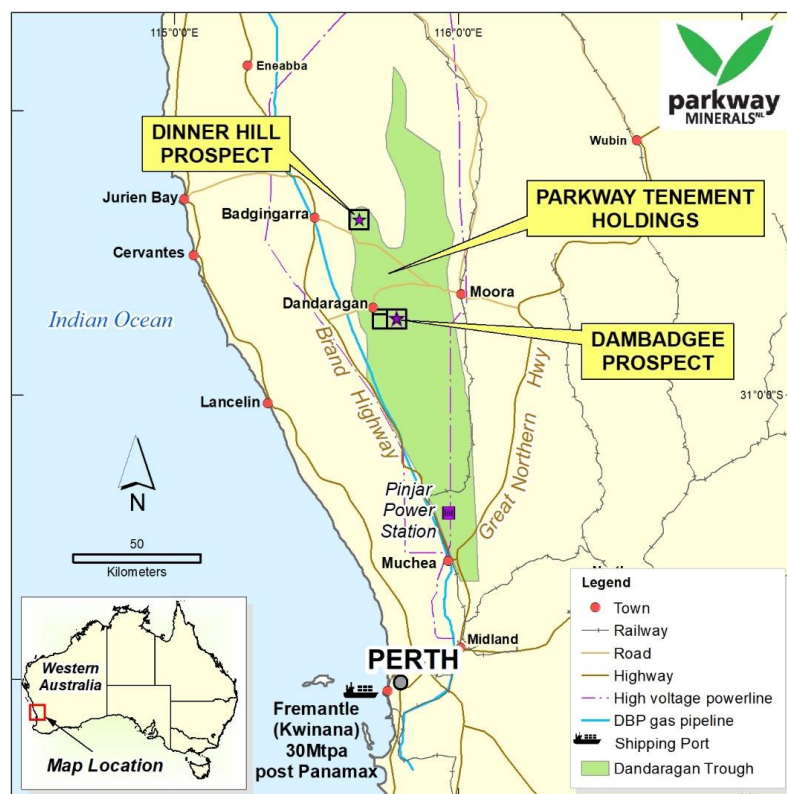 115°0'0"E
116°0'0"E
Eneabba
parkway
MINERALS NL
DINNER HILL
PROSPECT
Wubin
Jurien Bay
Badgingarra
PARKWAY TENEMENT
HOLDINGS
Cervantes
Moora
Dandaragan
Indian Ocean
DAMBADGEE
PROSPECT
Brand Highway
Great Northern Hwy
31°0'0"S
Lancelin
N
Pinjar
Power
Station
50
Kilometers
Muchea
Midland
PERTH
Fremantle
(Kwinana)
30Mtpa
post Panamax
Western
Australia
Map Location
Legend
Town
Railway
Road
Highway
High voltage powerline
DBP gas pipeline
Shipping Port
Dandaragan Trough